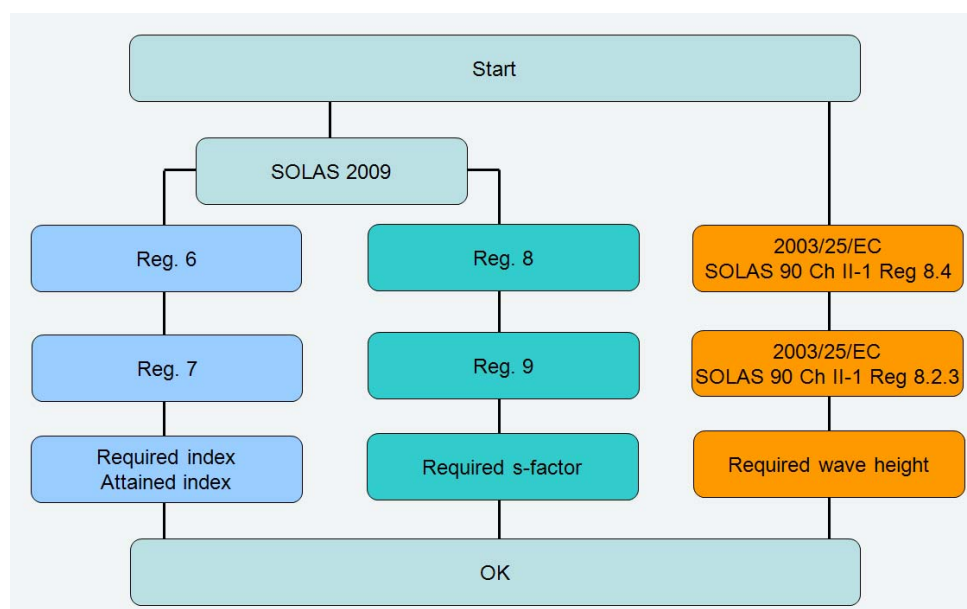 Start
SOLAS 2009
Reg. 6
Reg. 8
2003/25/EC
SOLAS 90 Ch II-1 Reg 8.4
Reg. 7
Reg. 9
2003/25/EC
SOLAS 90 Ch II-1 Reg 8.2.3
Required index
Attained index
Required s-factor
Required wave height
OK